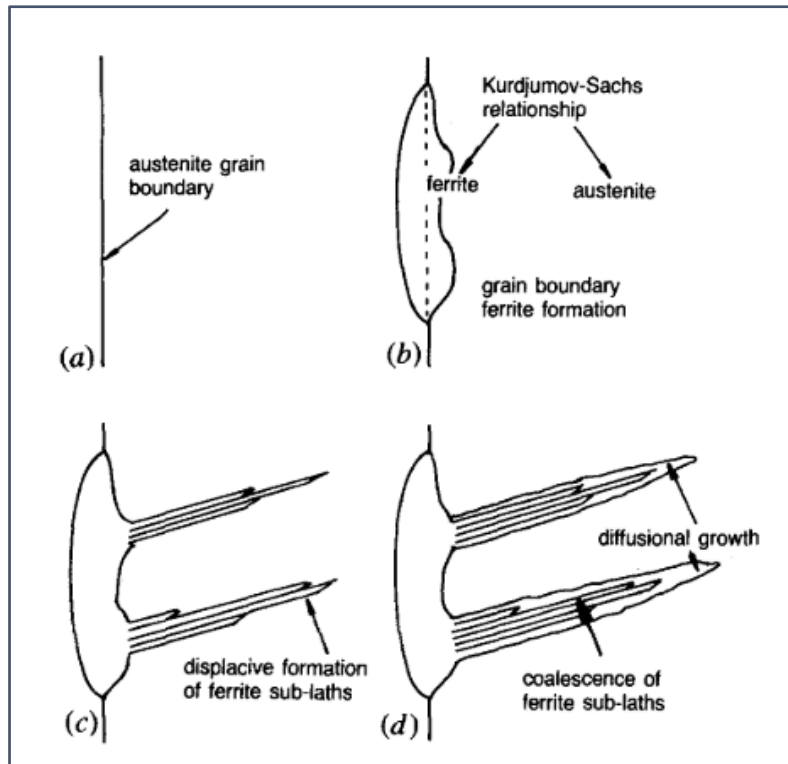 austenite grain
boundary
(a)
Kurdjumov-Sachs
relationship
ferrite
austenite
grain boundary
ferrite formation
(b)
displacive formation
of ferrite sub-laths
(c)
diffusional growth
coalescence of
ferrite sub-laths
(d)